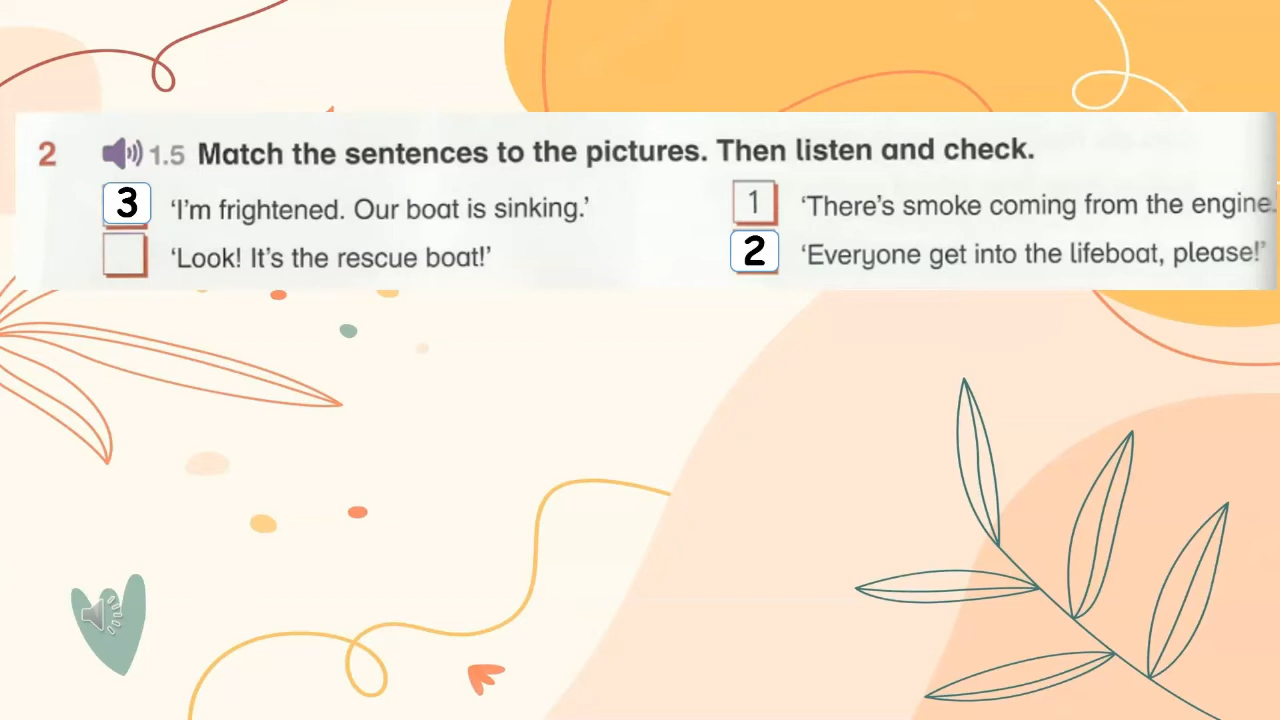 2 1.5 Match the sentences to the pictures. Then listen and check.
3 ‘I’m frightened. Our boat is sinking.’
1 ‘There’s smoke coming from the engine.’
‘Look! It’s the rescue boat!’
2 ‘Everyone get into the lifeboat, please!’